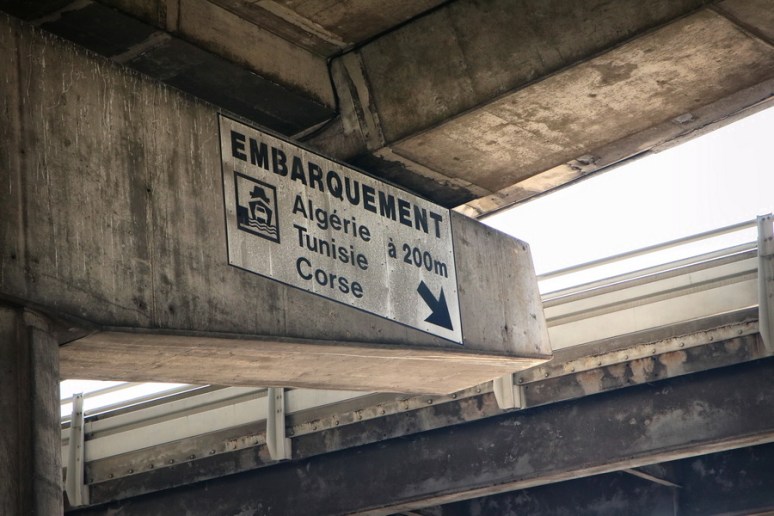 EMBARQUEMENT
Algérie
Tunisie à 200m
Corse